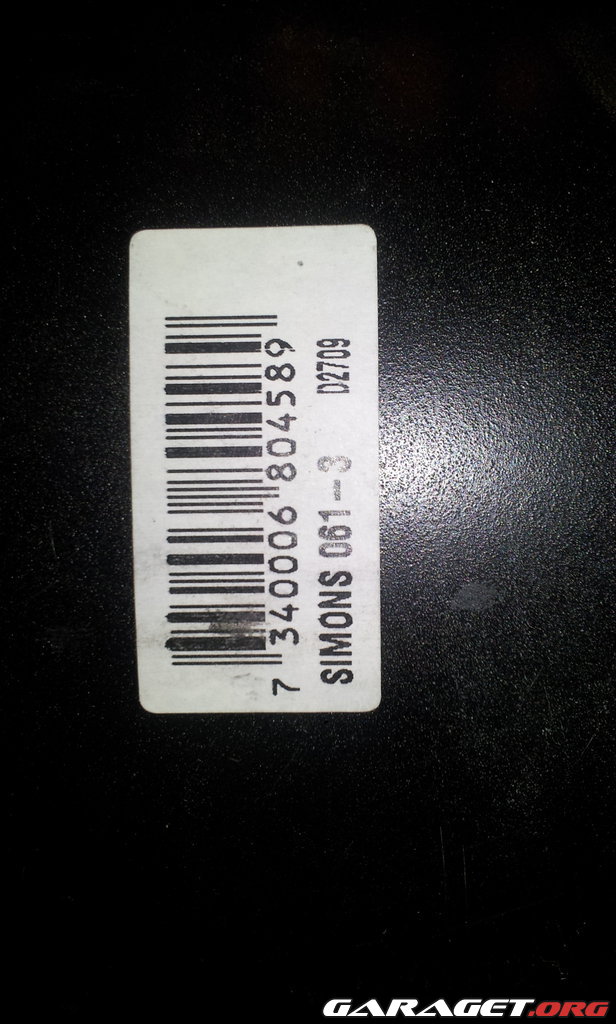 7 340006 804589
SIMONS 061-3 D2709
GARAGET.ORG